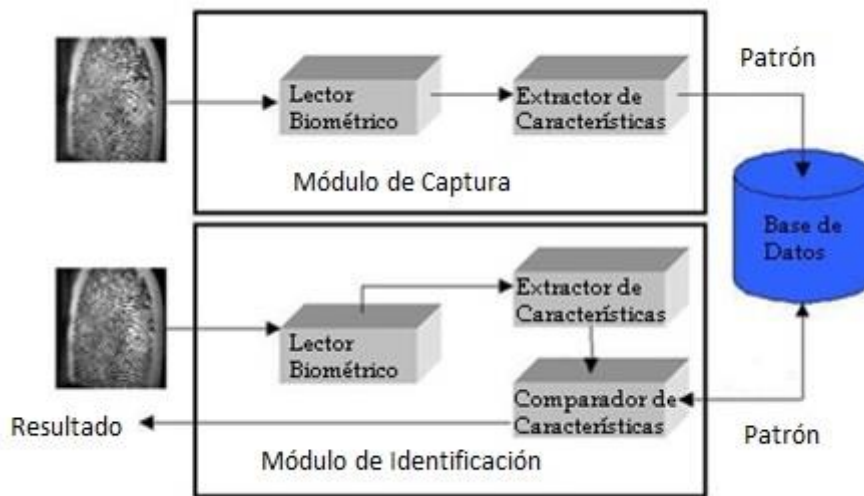 Lector
Biométrico
Extractor de
Características
Patrón
Módulo de Captura
Base de
Datos
Extractor de
Características
Lector
Biométrico
Comparador de
Características
Resultado
Patrón
Módulo de Identificación